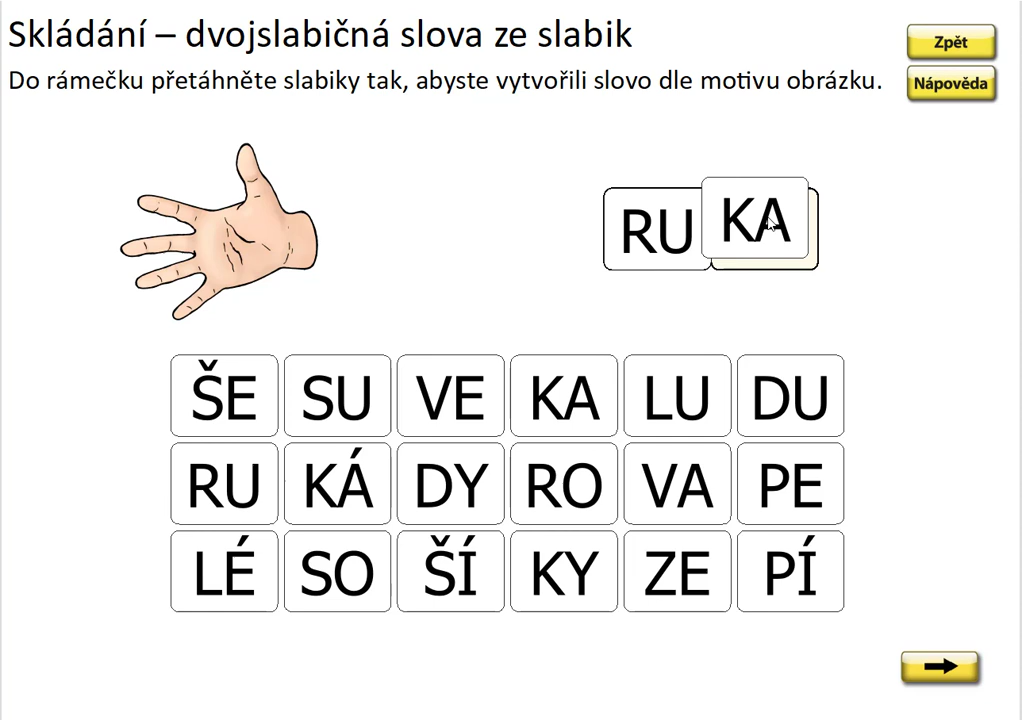 Skládání – dvojslabičná slova ze slabik
Zpět
Do rámečku přetáhněte slabiky tak, abyste vytvořili slovo dle motivu obrázku.
Nápověda
RU KA
ŠE SU VE KA LU DU
RU KÁ DY RO VA PE
LÉ SO ŠÍ KY ZE PÍ